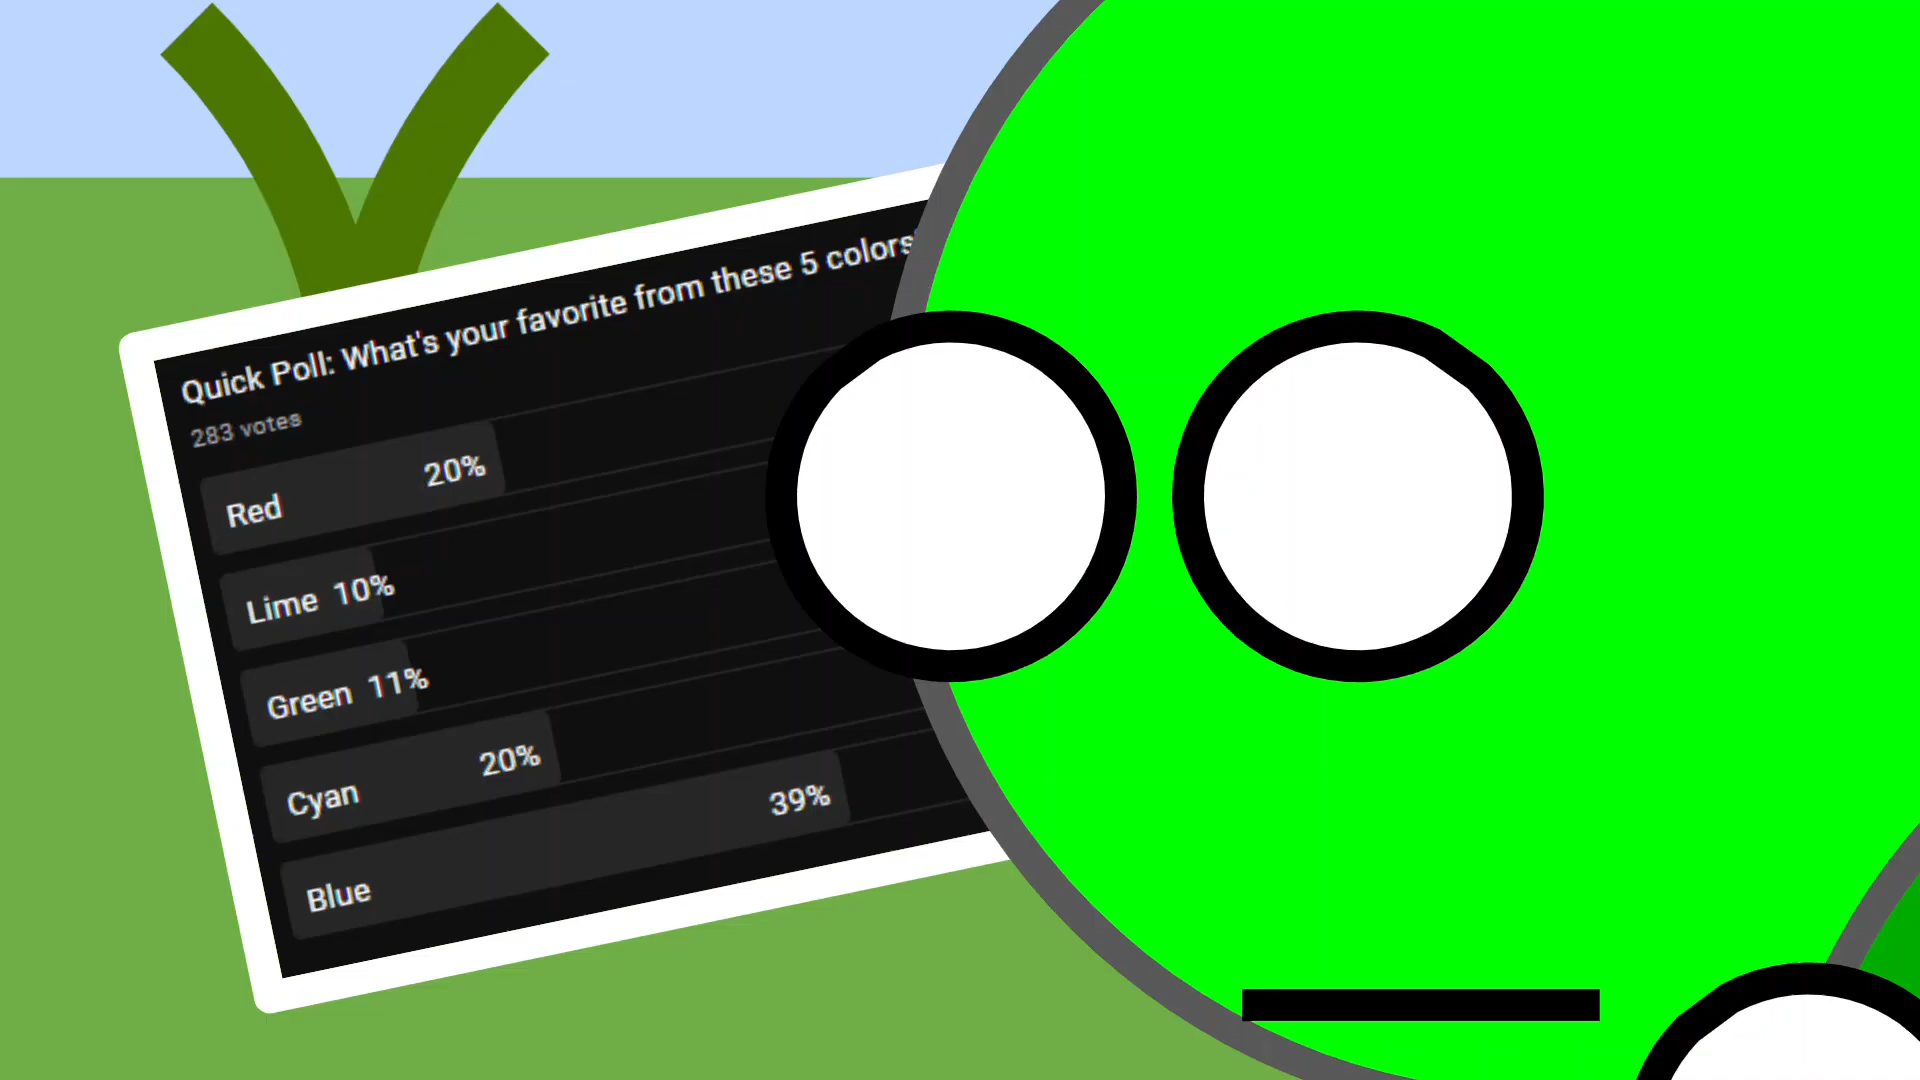 Quick Poll: What's your favorite from these 5 colors
283 votes
Red 20%
Lime 10%
Green 11%
Cyan 20%
Blue 39%